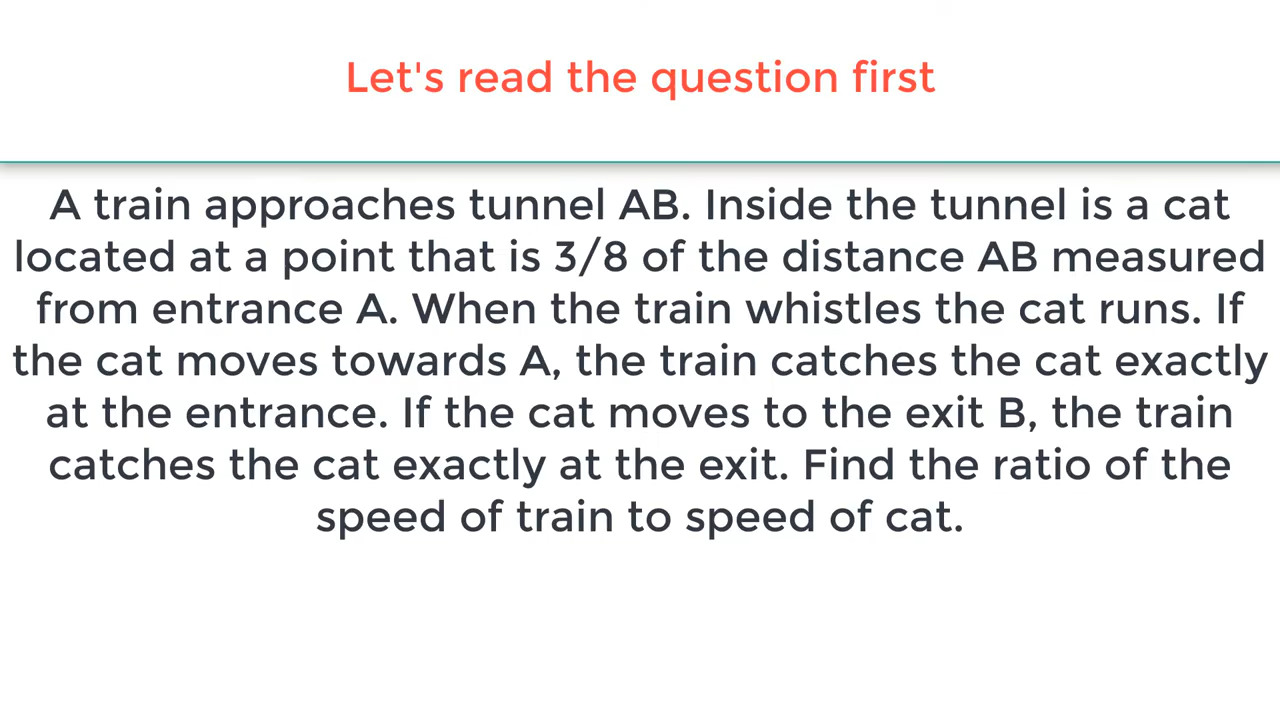 Let's read the question first
A train approaches tunnel AB. Inside the tunnel is a cat
located at a point that is 3/8 of the distance AB measured
from entrance A. When the train whistles the cat runs. If
the cat moves towards A, the train catches the cat exactly
at the entrance. If the cat moves to the exit B, the train
catches the cat exactly at the exit. Find the ratio of the
speed of train to speed of cat.